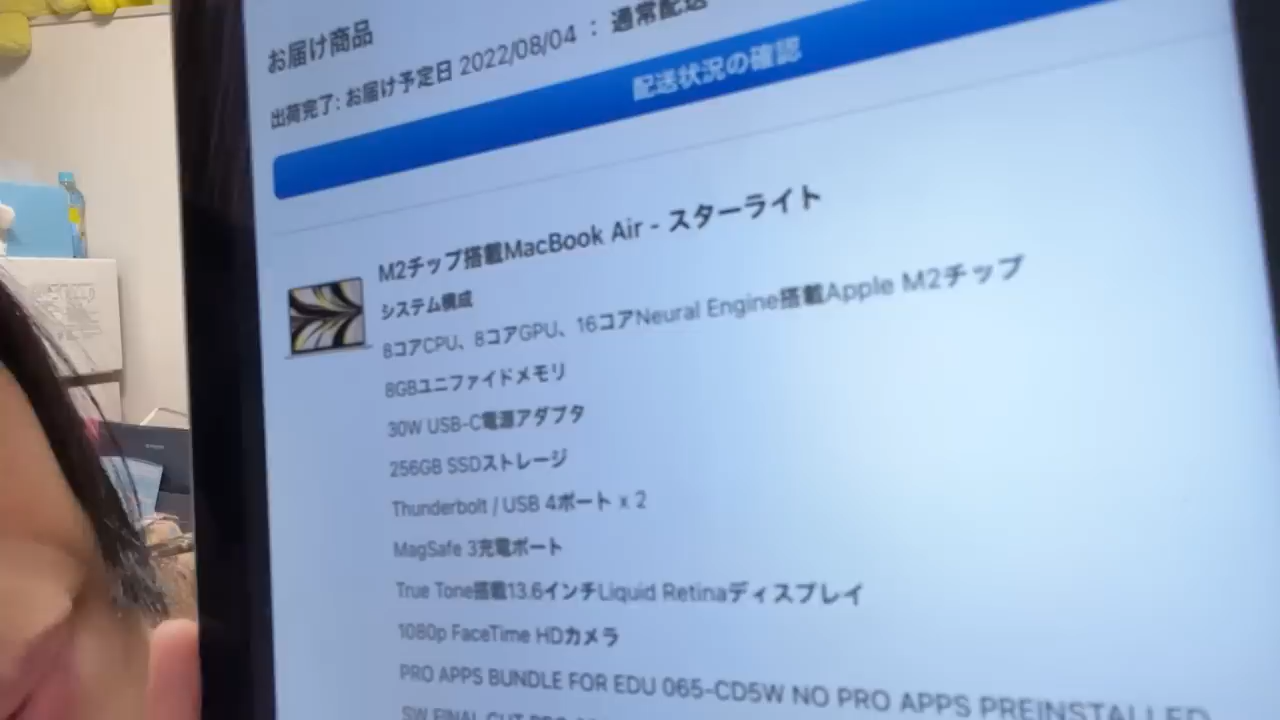 お届け商品
出荷完了: お届け予定日 2022/08/04 : 通常配送
配送状況の確認
M2チップ搭載MacBook Air - スターライト
システム構成
8コアCPU、8コアGPU、16コアNeural Engine搭載Apple M2チップ
8GBユニファイドメモリ
30W USB-C電源アダプタ
256GB SSDストレージ
Thunderbolt / USB 4ポート x 2
MagSafe 3充電ポート
True Tone搭載13.6インチLiquid Retinaディスプレイ
1080p FaceTime HDカメラ
PRO APPS BUNDLE FOR EDU 065-CD5W NO PRO APPS PREINSTALLED
SW FINAL CUT PRO